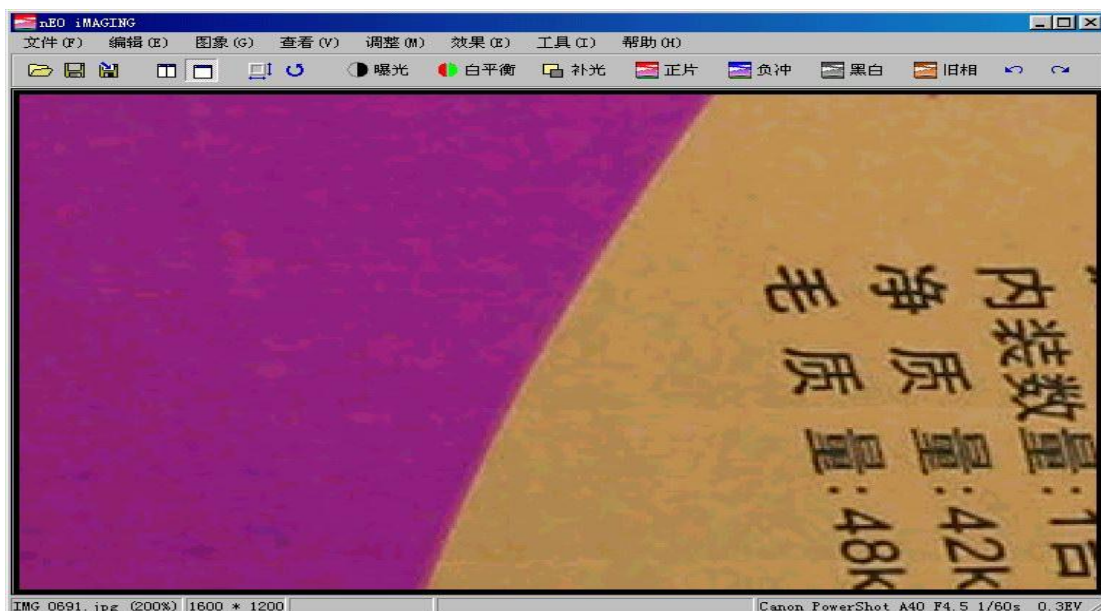 nEO iMAGING
文件(F) 编辑(E) 图象(G) 查看(V) 调整(M) 效果(E) 工具(I) 帮助(H)
曝光 白平衡 补光 正片 负冲 黑白 旧相
内装数量:1
净质量:42k
毛质量:48k
IMG_0691.jpg (200%) 1600 * 1200 Canon PowerShot A40 F4.5 1/60s 0.3EV